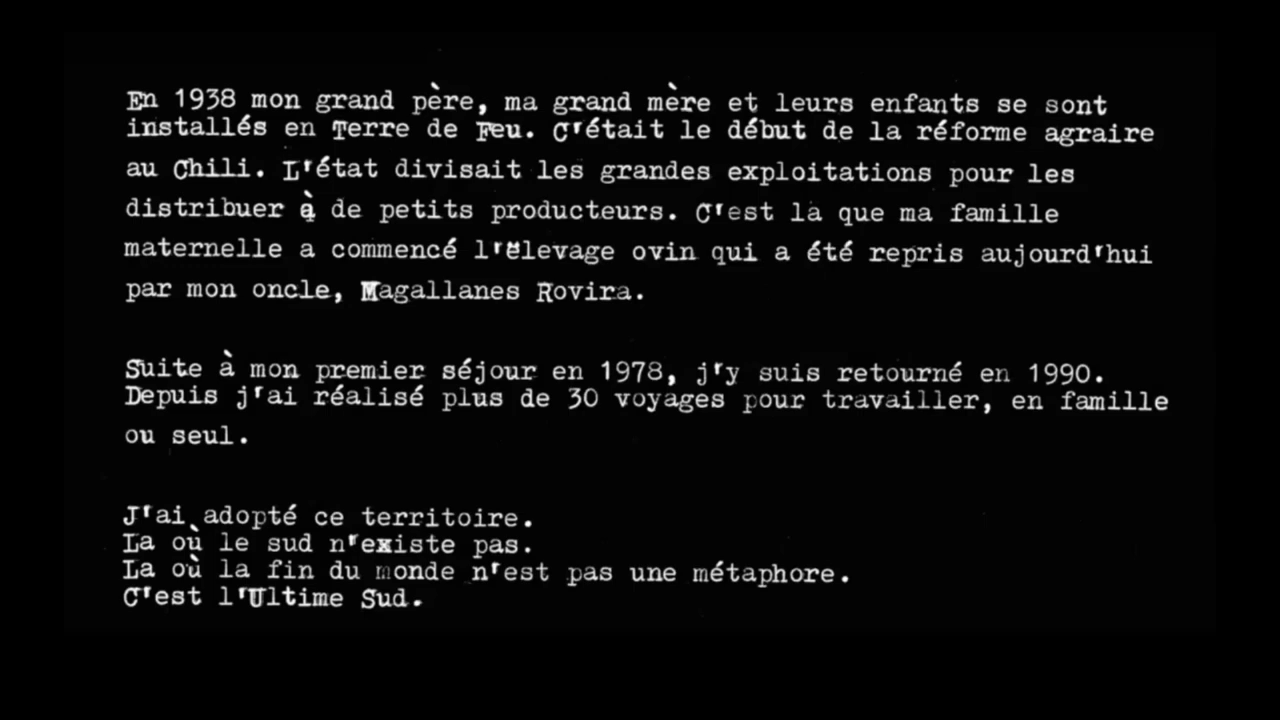 En 1938 mon grand père, ma grand mère et leurs enfants se sont
installés en Terre de Feu. C'était le début de la réforme agraire
au Chili. L'état divisait les grandes exploitations pour les
distribuer à de petits producteurs. C'est la que ma famille
maternelle a commencé l'élevage ovin qui a été repris aujourd'hui
par mon oncle, Magallanes Rovira.
Suite à mon premier séjour en 1978, j'y suis retourné en 1990.
Depuis j'ai réalisé plus de 30 voyages pour travailler, en famille
ou seul.
J'ai adopté ce territoire.
La où le sud n'existe pas.
La où la fin du monde n'est pas une métaphore.
C'est l'Ultime Sud.